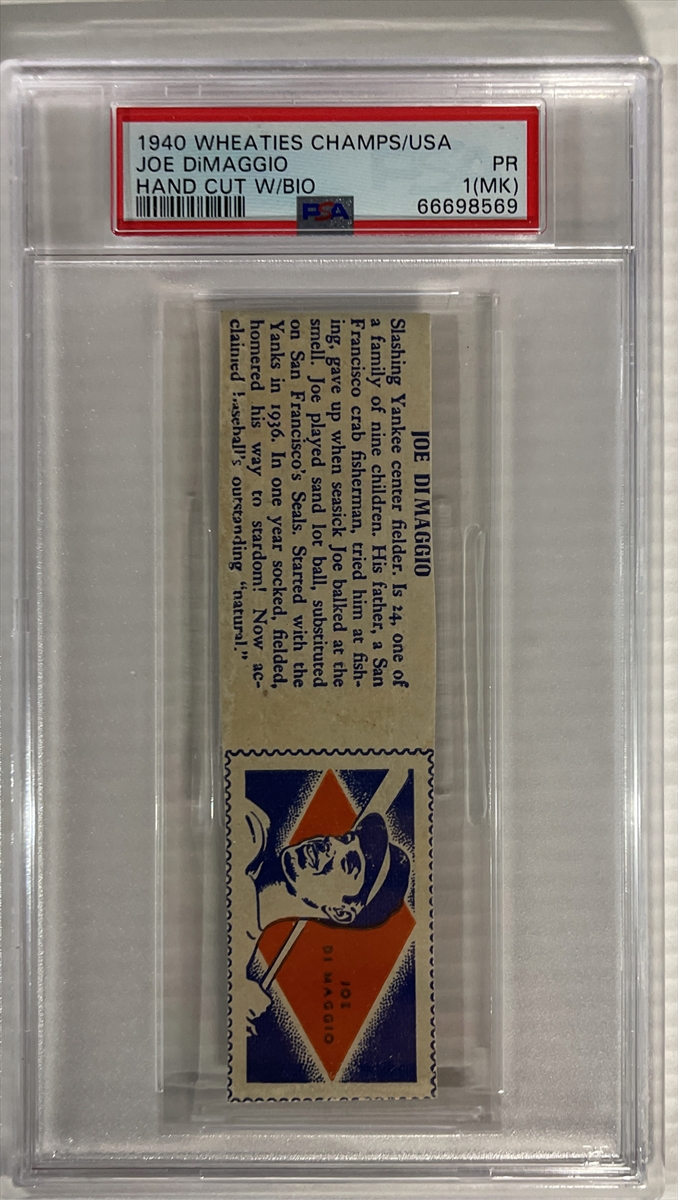 1940 WHEATIES CHAMPS/USA
JOE DiMAGGIO PR
HAND CUT W/BIO 1(MK)
PSA 66698569
JOE DI MAGGIO
Slashing Yankee center fielder. Is 24, one of
a family of nine children. His father, a San
Francisco crab fisherman, tried him at fish-
ing, gave up when seasick Joe balked at the
smell. Joe played sand lot ball, substituted
on San Francisco's Seals. Started with the
Yanks in 1936. In one year socked, fielded,
homered his way to stardom! Now ac-
claimed baseball's outstanding "natural."
JOE
DI MAGGIO